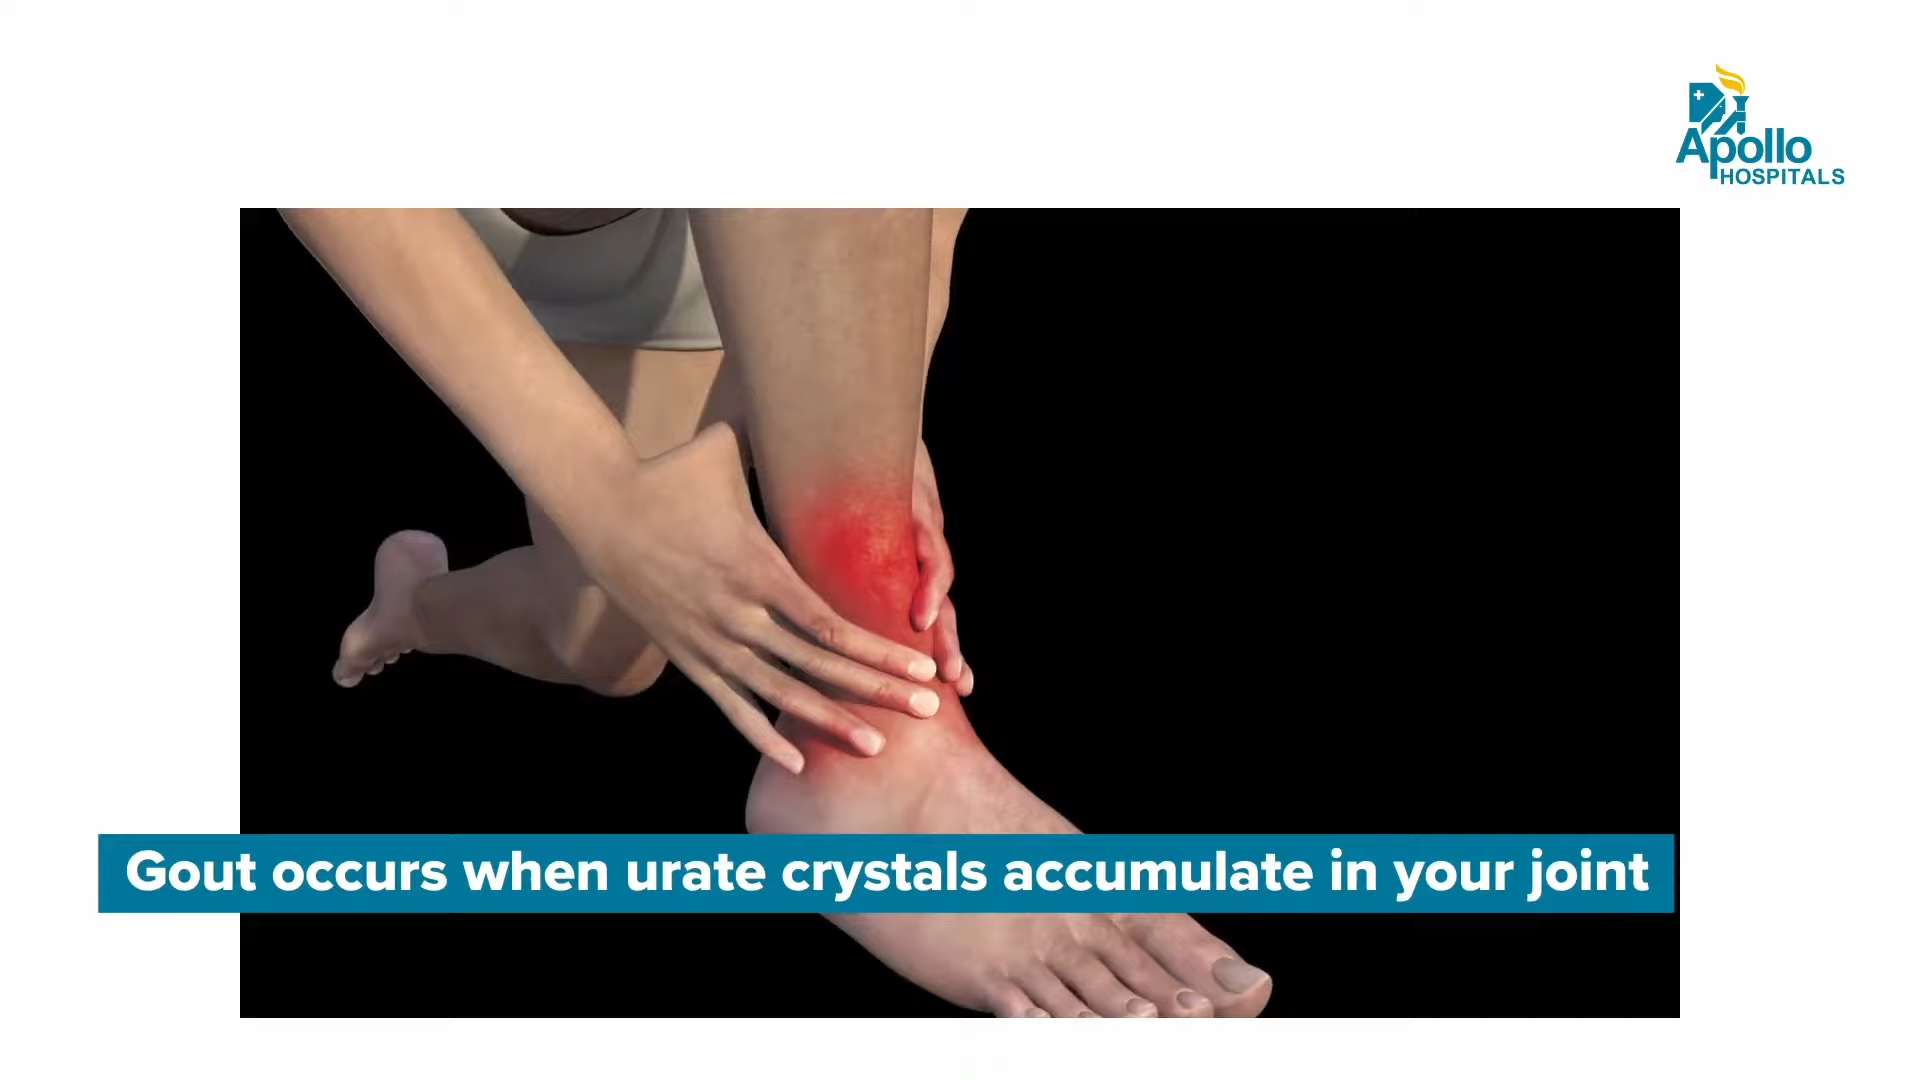 Apollo
HOSPITALS
Gout occurs when urate crystals accumulate in your joint